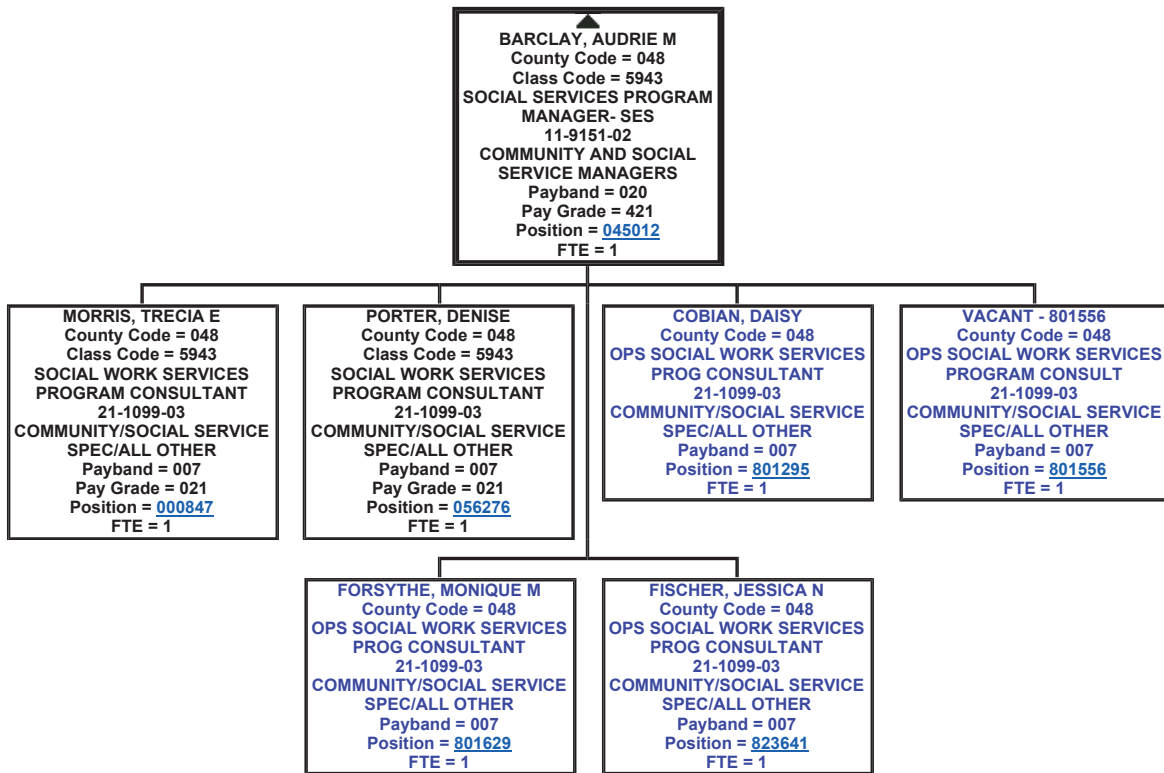 BARCLAY, AUDRIE M
County Code = 048
Class Code = 5943
SOCIAL SERVICES PROGRAM
MANAGER- SES
11-9151-02
COMMUNITY AND SOCIAL
SERVICE MANAGERS
Payband = 020
Pay Grade = 421
Position = 045012
FTE = 1
MORRIS, TRECIA E
County Code = 048
Class Code = 5943
SOCIAL WORK SERVICES
PROGRAM CONSULTANT
21-1099-03
COMMUNITY/SOCIAL SERVICE
SPEC/ALL OTHER
Payband = 007
Pay Grade = 021
Position = 000847
FTE = 1
PORTER, DENISE
County Code = 048
Class Code = 5943
SOCIAL WORK SERVICES
PROGRAM CONSULTANT
21-1099-03
COMMUNITY/SOCIAL SERVICE
SPEC/ALL OTHER
Payband = 007
Pay Grade = 021
Position = 056276
FTE = 1
COBIAN, DAISY
County Code = 048
OPS SOCIAL WORK SERVICES
PROG CONSULTANT
21-1099-03
COMMUNITY/SOCIAL SERVICE
SPEC/ALL OTHER
Payband = 007
Position = 801295
FTE = 1
VACANT - 801556
County Code = 048
OPS SOCIAL WORK SERVICES
PROGRAM CONSULT
21-1099-03
COMMUNITY/SOCIAL SERVICE
SPEC/ALL OTHER
Payband = 007
Position = 801556
FTE = 1
FORSYTHE, MONIQUE M
County Code = 048
OPS SOCIAL WORK SERVICES
PROG CONSULTANT
21-1099-03
COMMUNITY/SOCIAL SERVICE
SPEC/ALL OTHER
Payband = 007
Position = 801629
FTE = 1
FISCHER, JESSICA N
County Code = 048
OPS SOCIAL WORK SERVICES
PROG CONSULTANT
21-1099-03
COMMUNITY/SOCIAL SERVICE
SPEC/ALL OTHER
Payband = 007
Position = 823641
FTE = 1